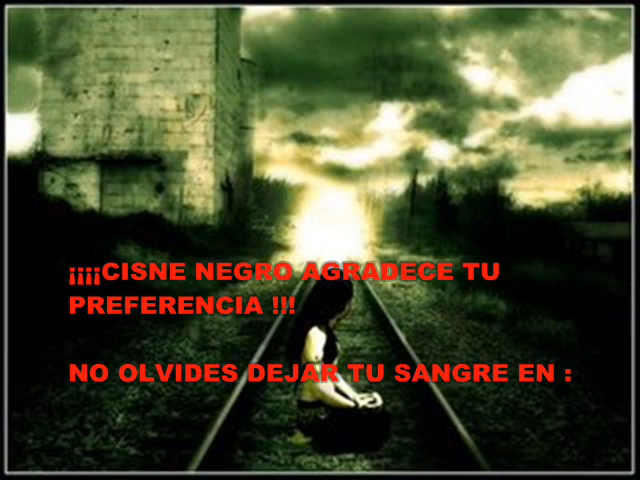 ¡¡¡¡CISNE NEGRO AGRADECE TU
PREFERENCIA !!!
NO OLVIDES DEJAR TU SANGRE EN :